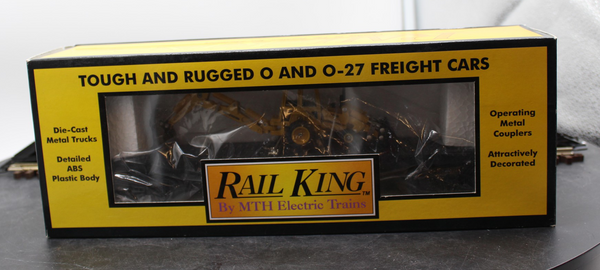 TOUGH AND RUGGED O AND O-27 FREIGHT CARS
Die-Cast
Metal Trucks
Detailed
ABS
Plastic Body
Operating
Metal
Couplers
Attractively
Decorated
RAIL KING™
By MTH Electric Trains